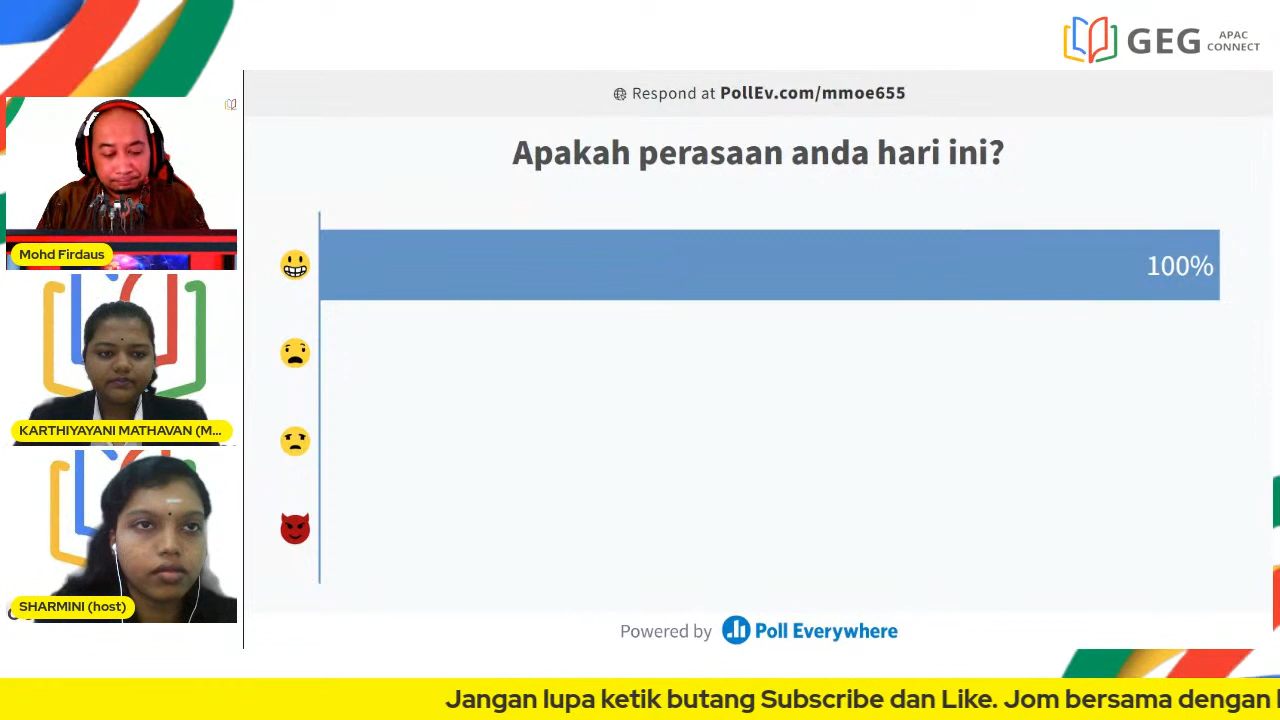 GEG APAC
CONNECT
Respond at PollEv.com/mmoe655
Apakah perasaan anda hari ini?
100%
Mohd Firdaus
KARTHIYAYANI MATHAVAN (M...
SHARMINI (host)
Powered by Poll Everywhere
Jangan lupa ketik butang Subscribe dan Like. Jom bersama dengan